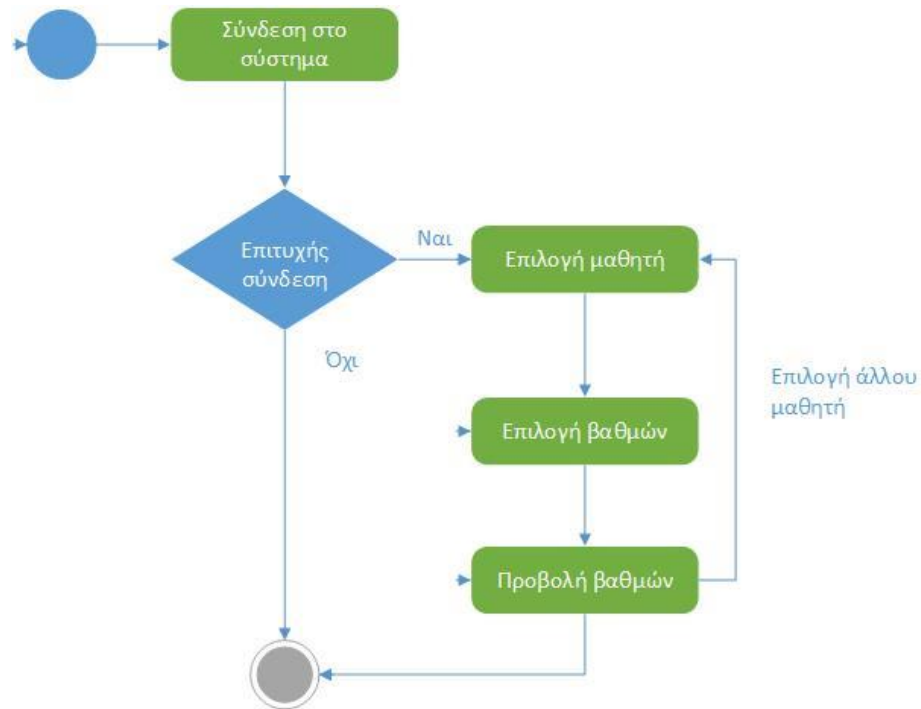 Σύνδεση στο
σύστημα
Επιτυχής
σύνδεση
Ναι
Επιλογή μαθητή
Όχι
Επιλογή άλλου
μαθητή
Επιλογή βαθμών
Προβολή βαθμών